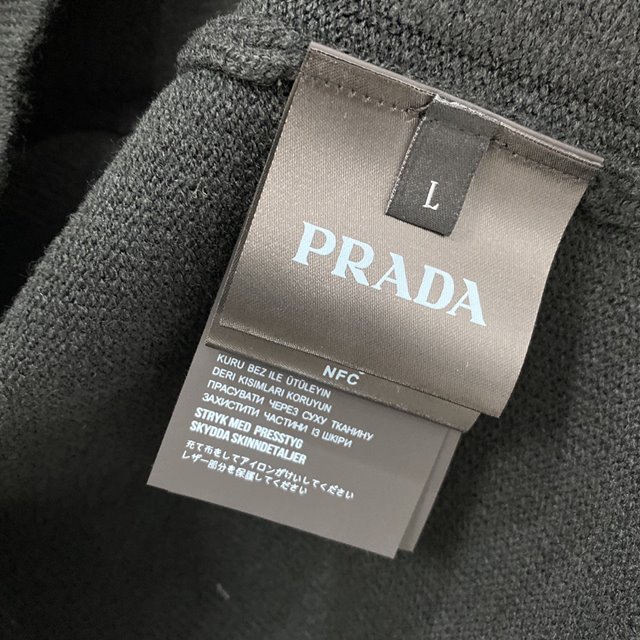 L
PRADA
NFC
KURU BEZ ILE ÜTÜLEYIN
DERI KISIMLARI KORUYUN
ПРАСУВАТИ ЧЕРЕЗ СУХУ ТКАНИНУ
ЗАХИСТИТИ ЧАСТИНИ ІЗ ШКІРИ
STRYK MED PRESSTYG
SKYDDA SKINNDETALJER
充て布をしてアイロンがけしてください
レザー部分を保護してください